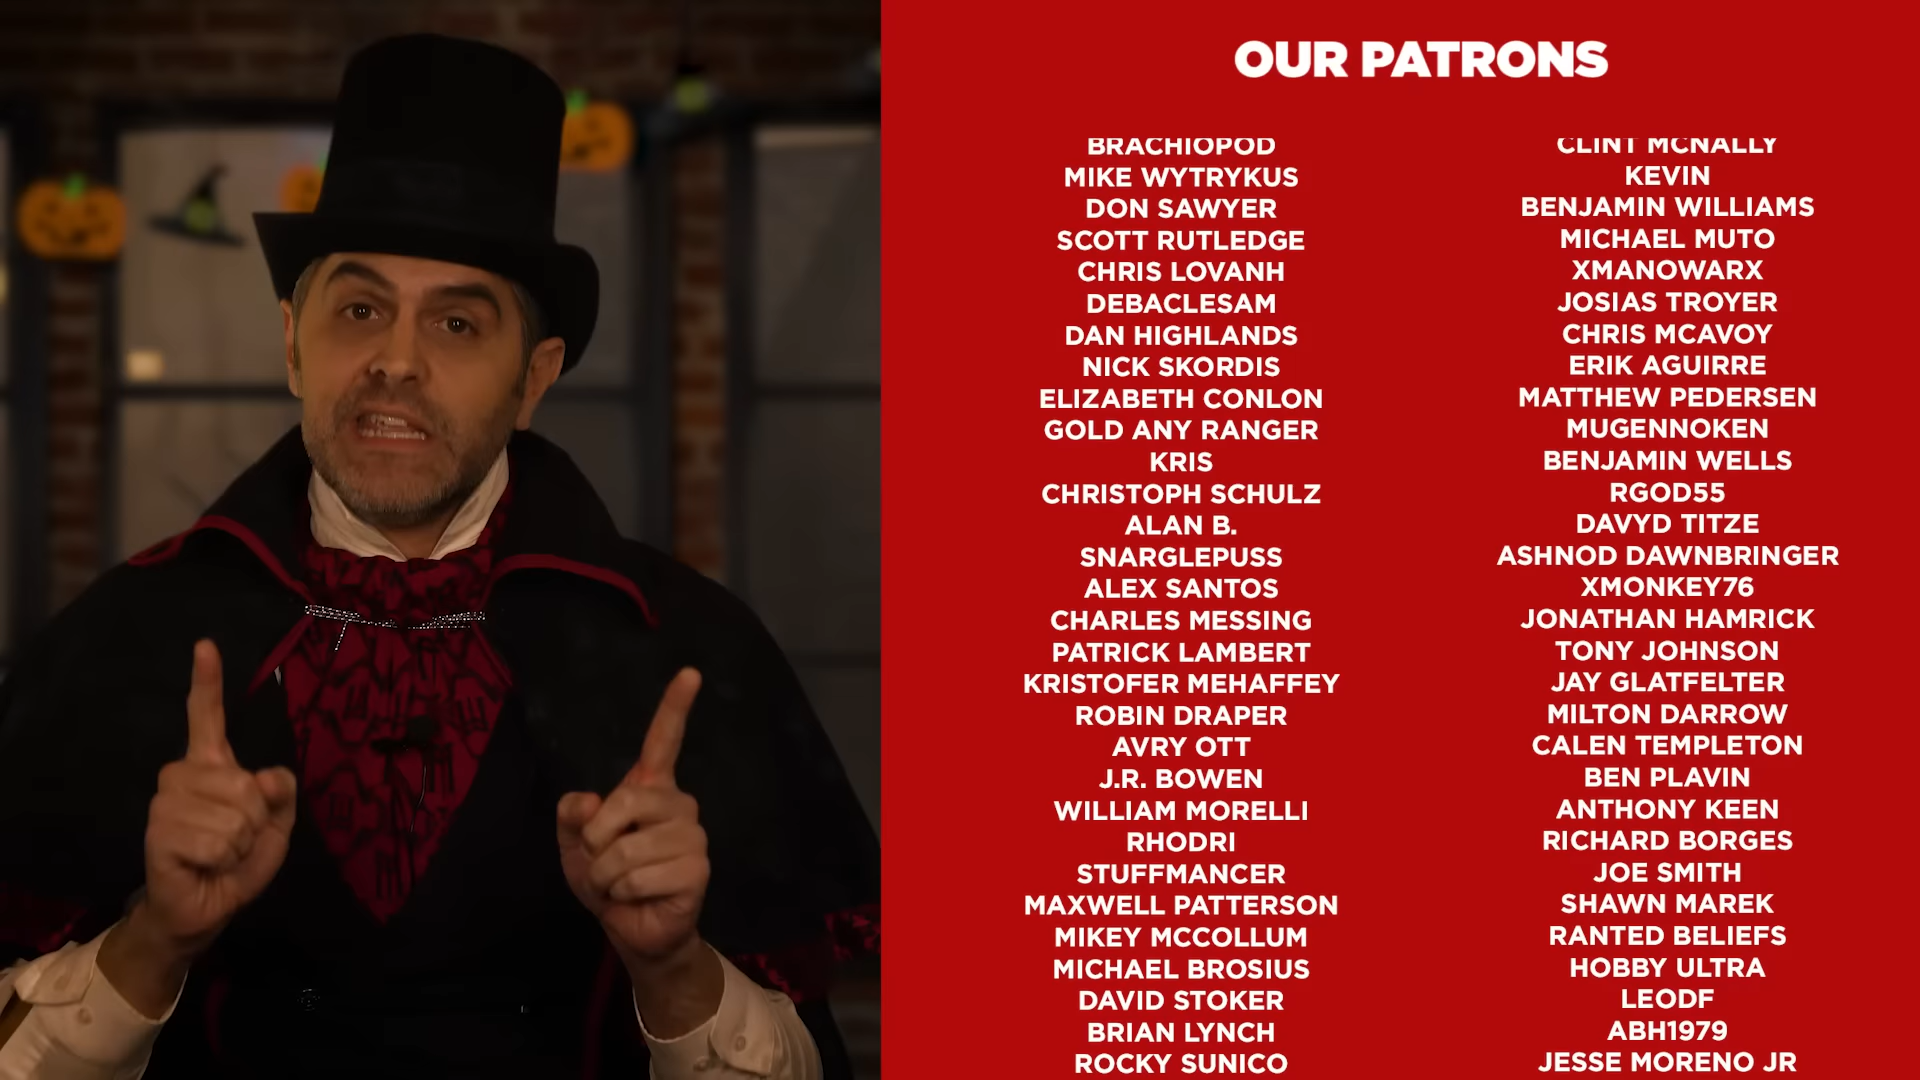 OUR PATRONS
BRACHIOPOD
MIKE WYTRYKUS
DON SAWYER
SCOTT RUTLEDGE
CHRIS LOVANH
DEBACLESAM
DAN HIGHLANDS
NICK SKORDIS
ELIZABETH CONLON
GOLD ANY RANGER
KRIS
CHRISTOPH SCHULZ
ALAN B.
SNARGLEPUSS
ALEX SANTOS
CHARLES MESSING
PATRICK LAMBERT
KRISTOFER MEHAFFEY
ROBIN DRAPER
AVRY OTT
J.R. BOWEN
WILLIAM MORELLI
RHODRI
STUFFMANCER
MAXWELL PATTERSON
MIKEY MCCOLLUM
MICHAEL BROSIUS
DAVID STOKER
BRIAN LYNCH
ROCKY SUNICO
CLINT MCNALLY
KEVIN
BENJAMIN WILLIAMS
MICHAEL MUTO
XMANOWARX
JOSIAS TROYER
CHRIS MCAVOY
ERIK AGUIRRE
MATTHEW PEDERSEN
MUGENNOKEN
BENJAMIN WELLS
RGOD55
DAVYD TITZE
ASHNOD DAWNBRINGER
XMONKEY76
JONATHAN HAMRICK
TONY JOHNSON
JAY GLATFELTER
MILTON DARROW
CALEN TEMPLETON
BEN PLAVIN
ANTHONY KEEN
RICHARD BORGES
JOE SMITH
SHAWN MAREK
RANTED BELIEFS
HOBBY ULTRA
LEODF
ABH1979
JESSE MORENO JR